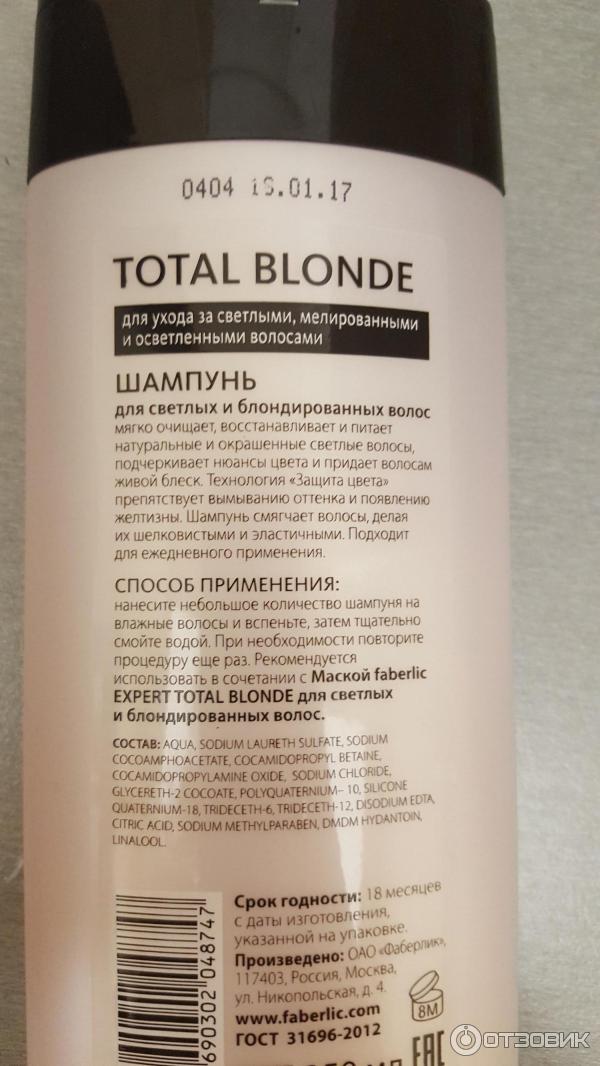 0404 15.01.17
TOTAL BLONDE
для ухода за светлыми, мелированными
и осветленными волосами
ШАМПУНЬ
для светлых и блондированных волос
мягко очищает, восстанавливает и питает
натуральные и окрашенные светлые волосы,
подчеркивает нюансы цвета и придает волосам
живой блеск. Технология «Защита цвета»
препятствует вымыванию оттенка и появлению
желтизны. Шампунь смягчает волосы, делая
их шелковистыми и эластичными. Подходит
для ежедневного применения.
СПОСОБ ПРИМЕНЕНИЯ:
нанесите небольшое количество шампуня на
влажные волосы и вспеньте, затем тщательно
смойте водой. При необходимости повторите
процедуру еще раз. Рекомендуется
использовать в сочетании с Маской faberlic
EXPERT TOTAL BLONDE для светлых
и блондированных волос.
СОСТАВ: AQUA, SODIUM LAURETH SULFATE, SODIUM
COCOAMPHOACETATE, COCAMIDOPROPYL BETAINE,
COCAMIDOPROPYLAMINE OXIDE, SODIUM CHLORIDE,
GLYCERETH-2 COCOATE, POLYQUATERNIUM– 10, SILICONE
QUATERNIUM-18, TRIDECETH-6, TRIDECETH-12, DISODIUM EDTA,
CITRIC ACID, SODIUM METHYLPARABEN, DMDM HYDANTOIN,
LINALOOL.
690302 048747
Срок годности: 18 месяцев
с даты изготовления,
указанной на упаковке.
Произведено: ОАО «Фаберлик»,
117403, Россия, Москва,
ул. Никопольская, д. 4.
www.faberlic.com
ГОСТ 31696-2012
8M
EAC
ОТЗОВИК